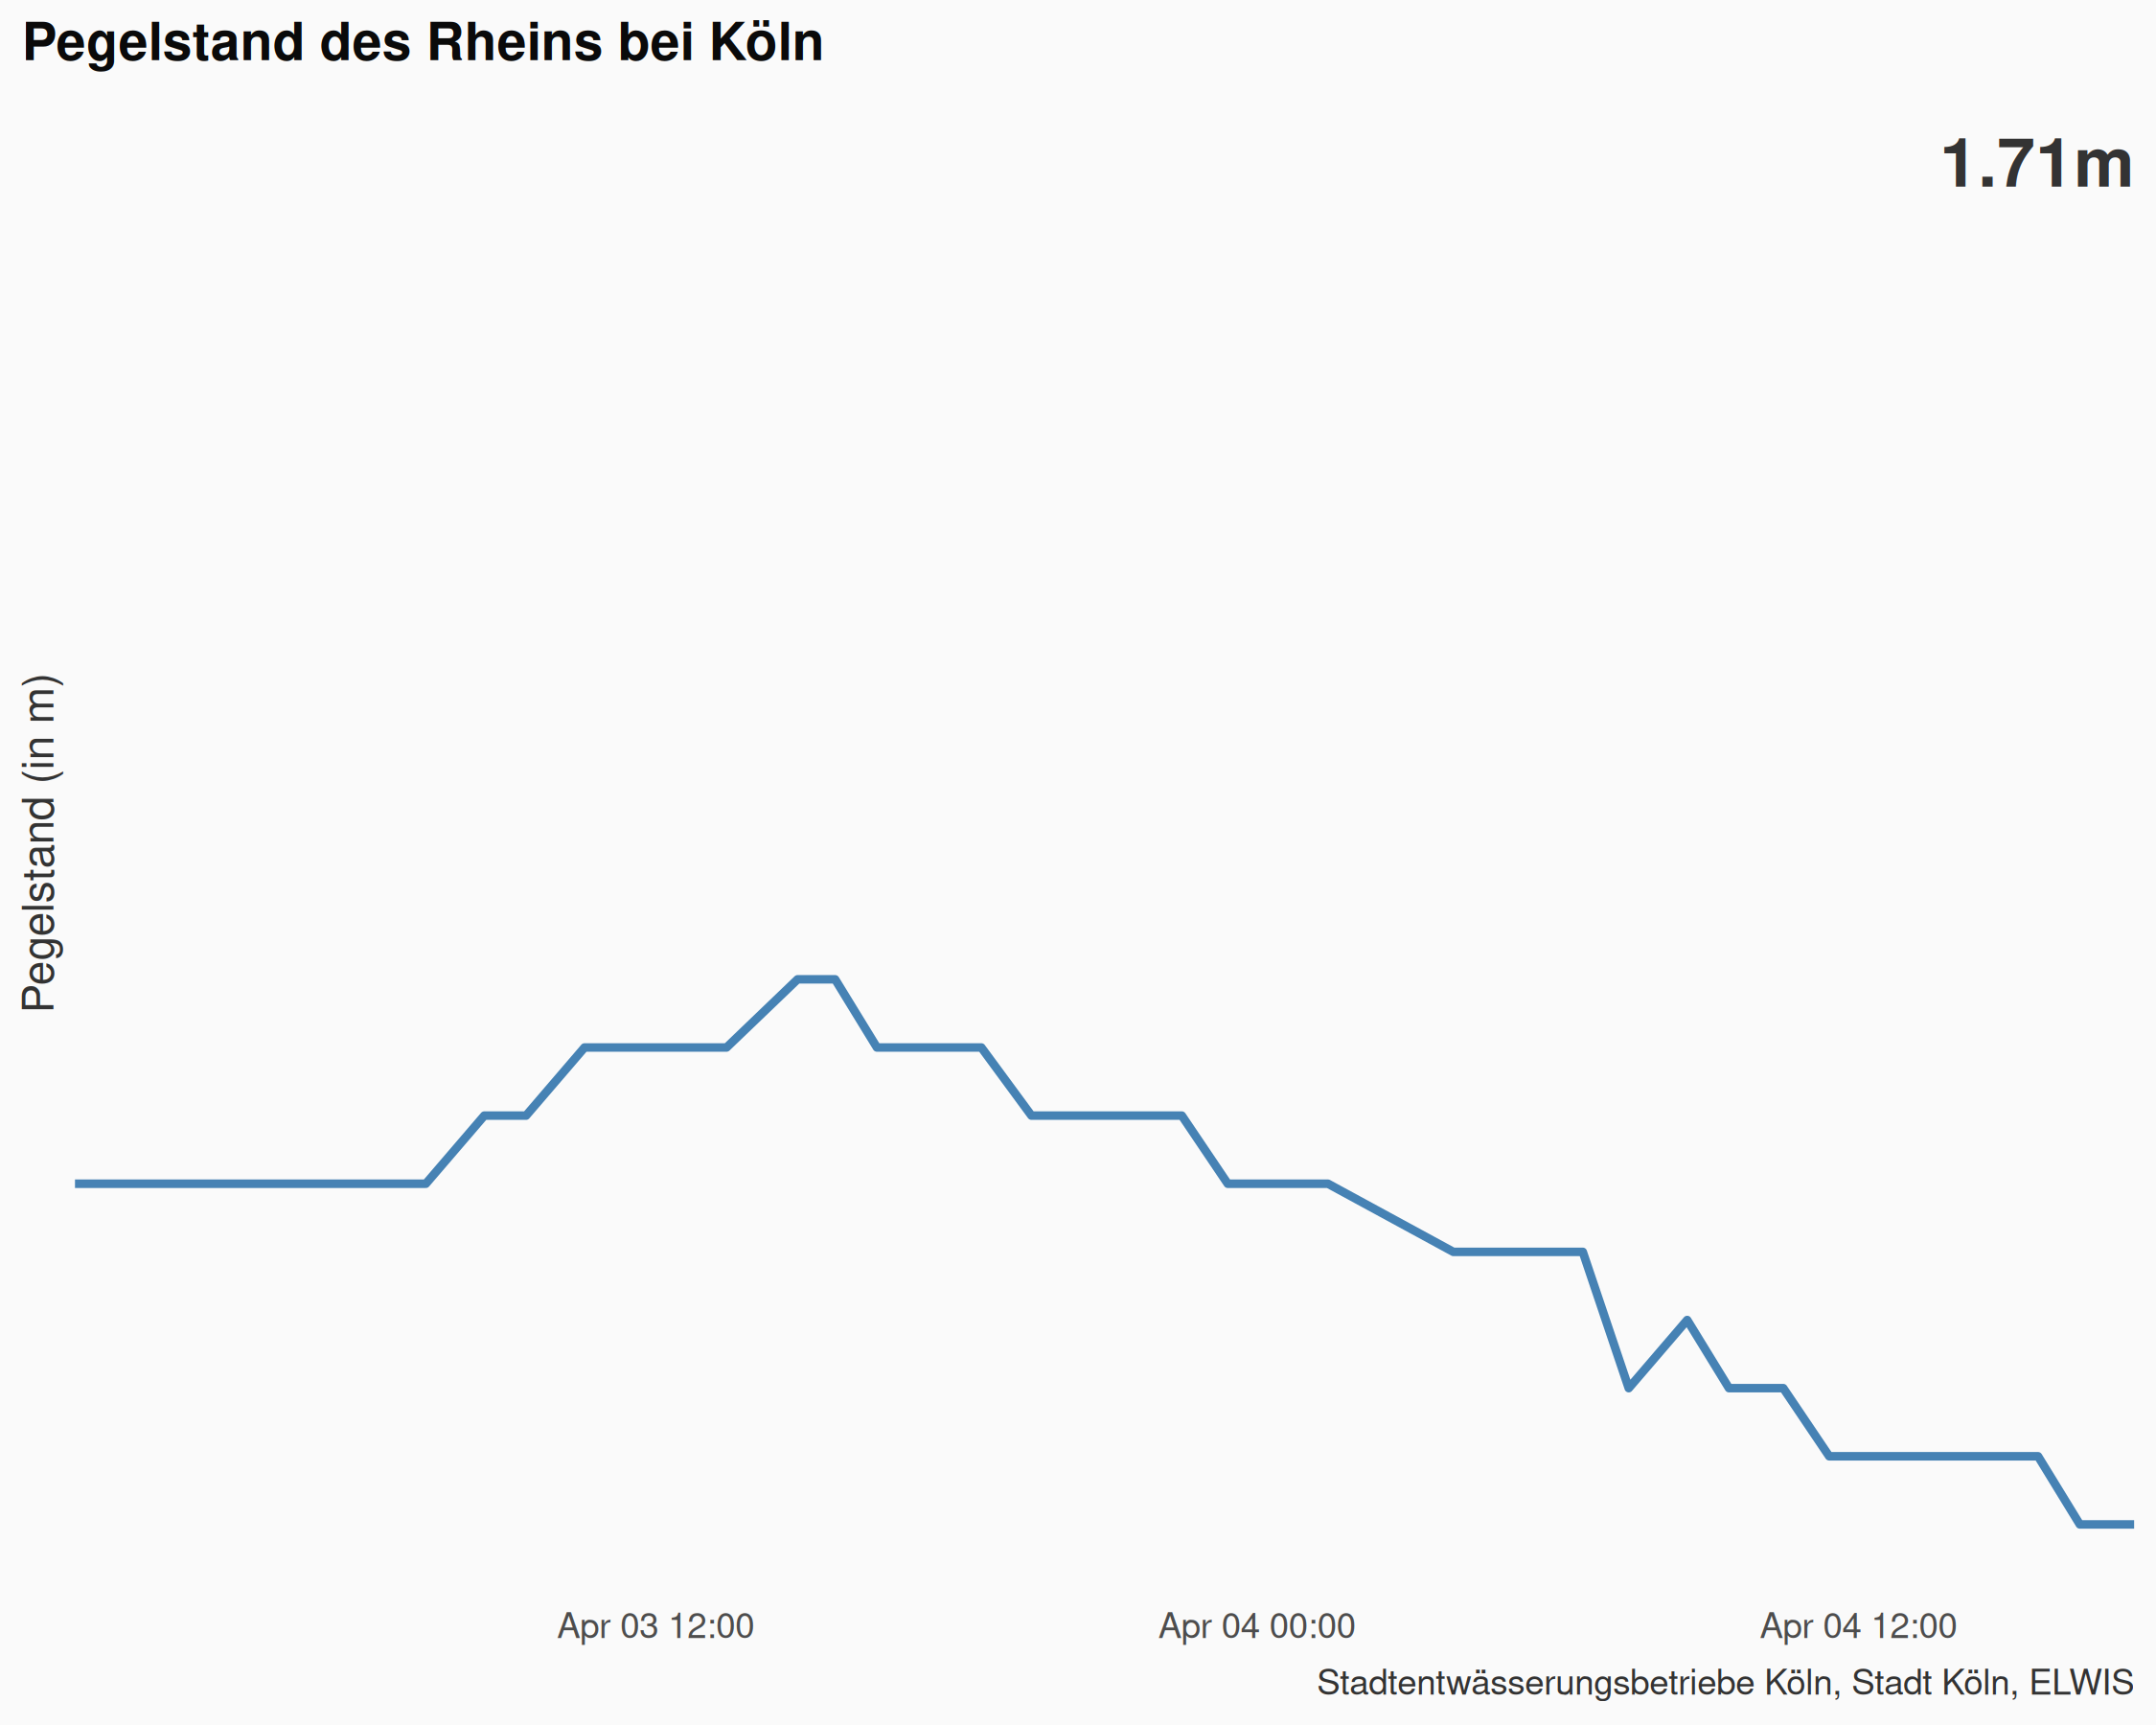 Pegelstand des Rheins bei Köln
1.71m
Pegelstand (in m)
Apr 03 12:00 Apr 04 00:00 Apr 04 12:00
Stadtentwässerungsbetriebe Köln, Stadt Köln, ELWIS